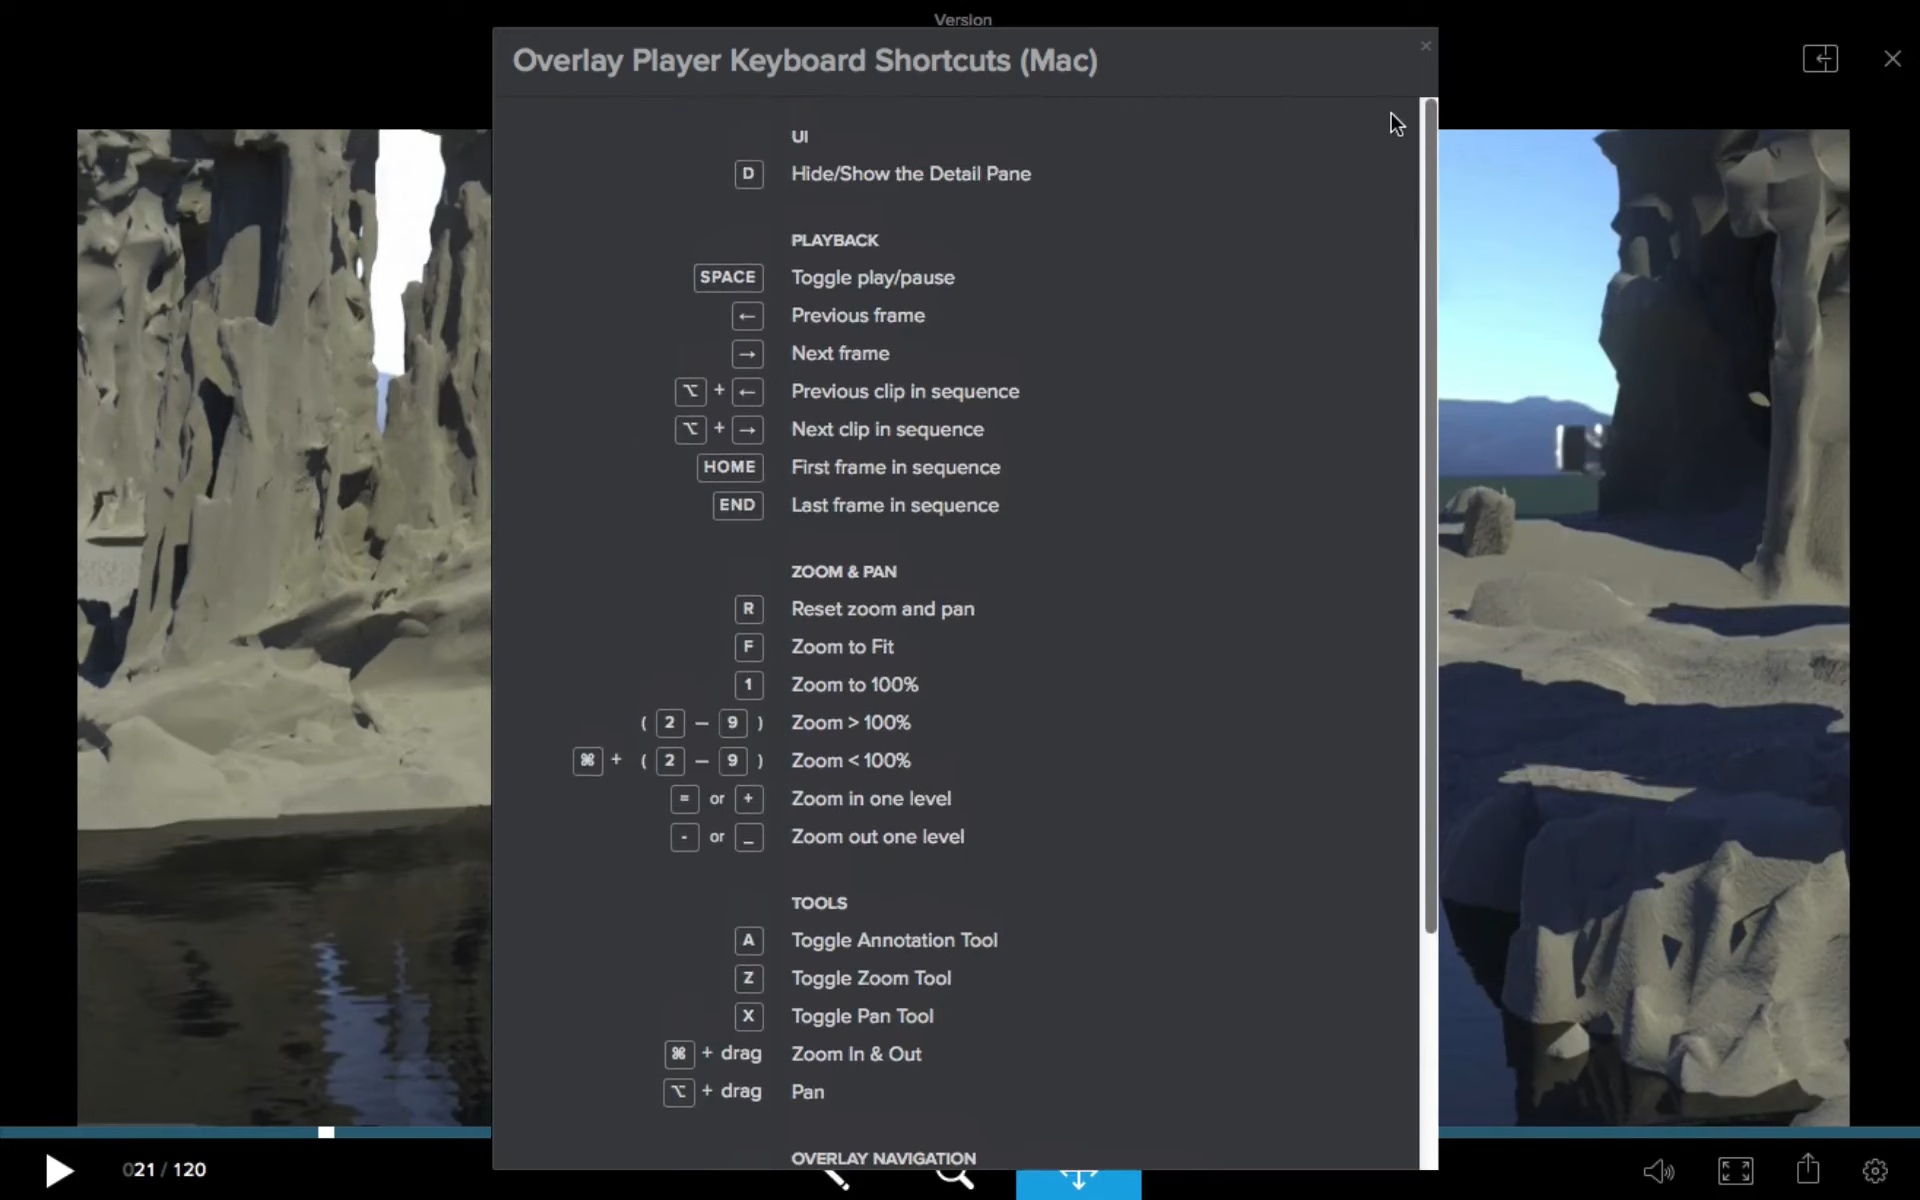 Version
Overlay Player Keyboard Shortcuts (Mac)
UI
D Hide/Show the Detail Pane
PLAYBACK
SPACE Toggle play/pause
← Previous frame
→ Next frame
⌥ + ← Previous clip in sequence
⌥ + → Next clip in sequence
HOME First frame in sequence
END Last frame in sequence
ZOOM & PAN
R Reset zoom and pan
F Zoom to Fit
1 Zoom to 100%
( 2 – 9 ) Zoom > 100%
⌘ + ( 2 – 9 ) Zoom < 100%
= or + Zoom in one level
- or _ Zoom out one level
TOOLS
A Toggle Annotation Tool
Z Toggle Zoom Tool
X Toggle Pan Tool
⌘ + drag Zoom In & Out
⌥ + drag Pan
OVERLAY NAVIGATION
021 / 120